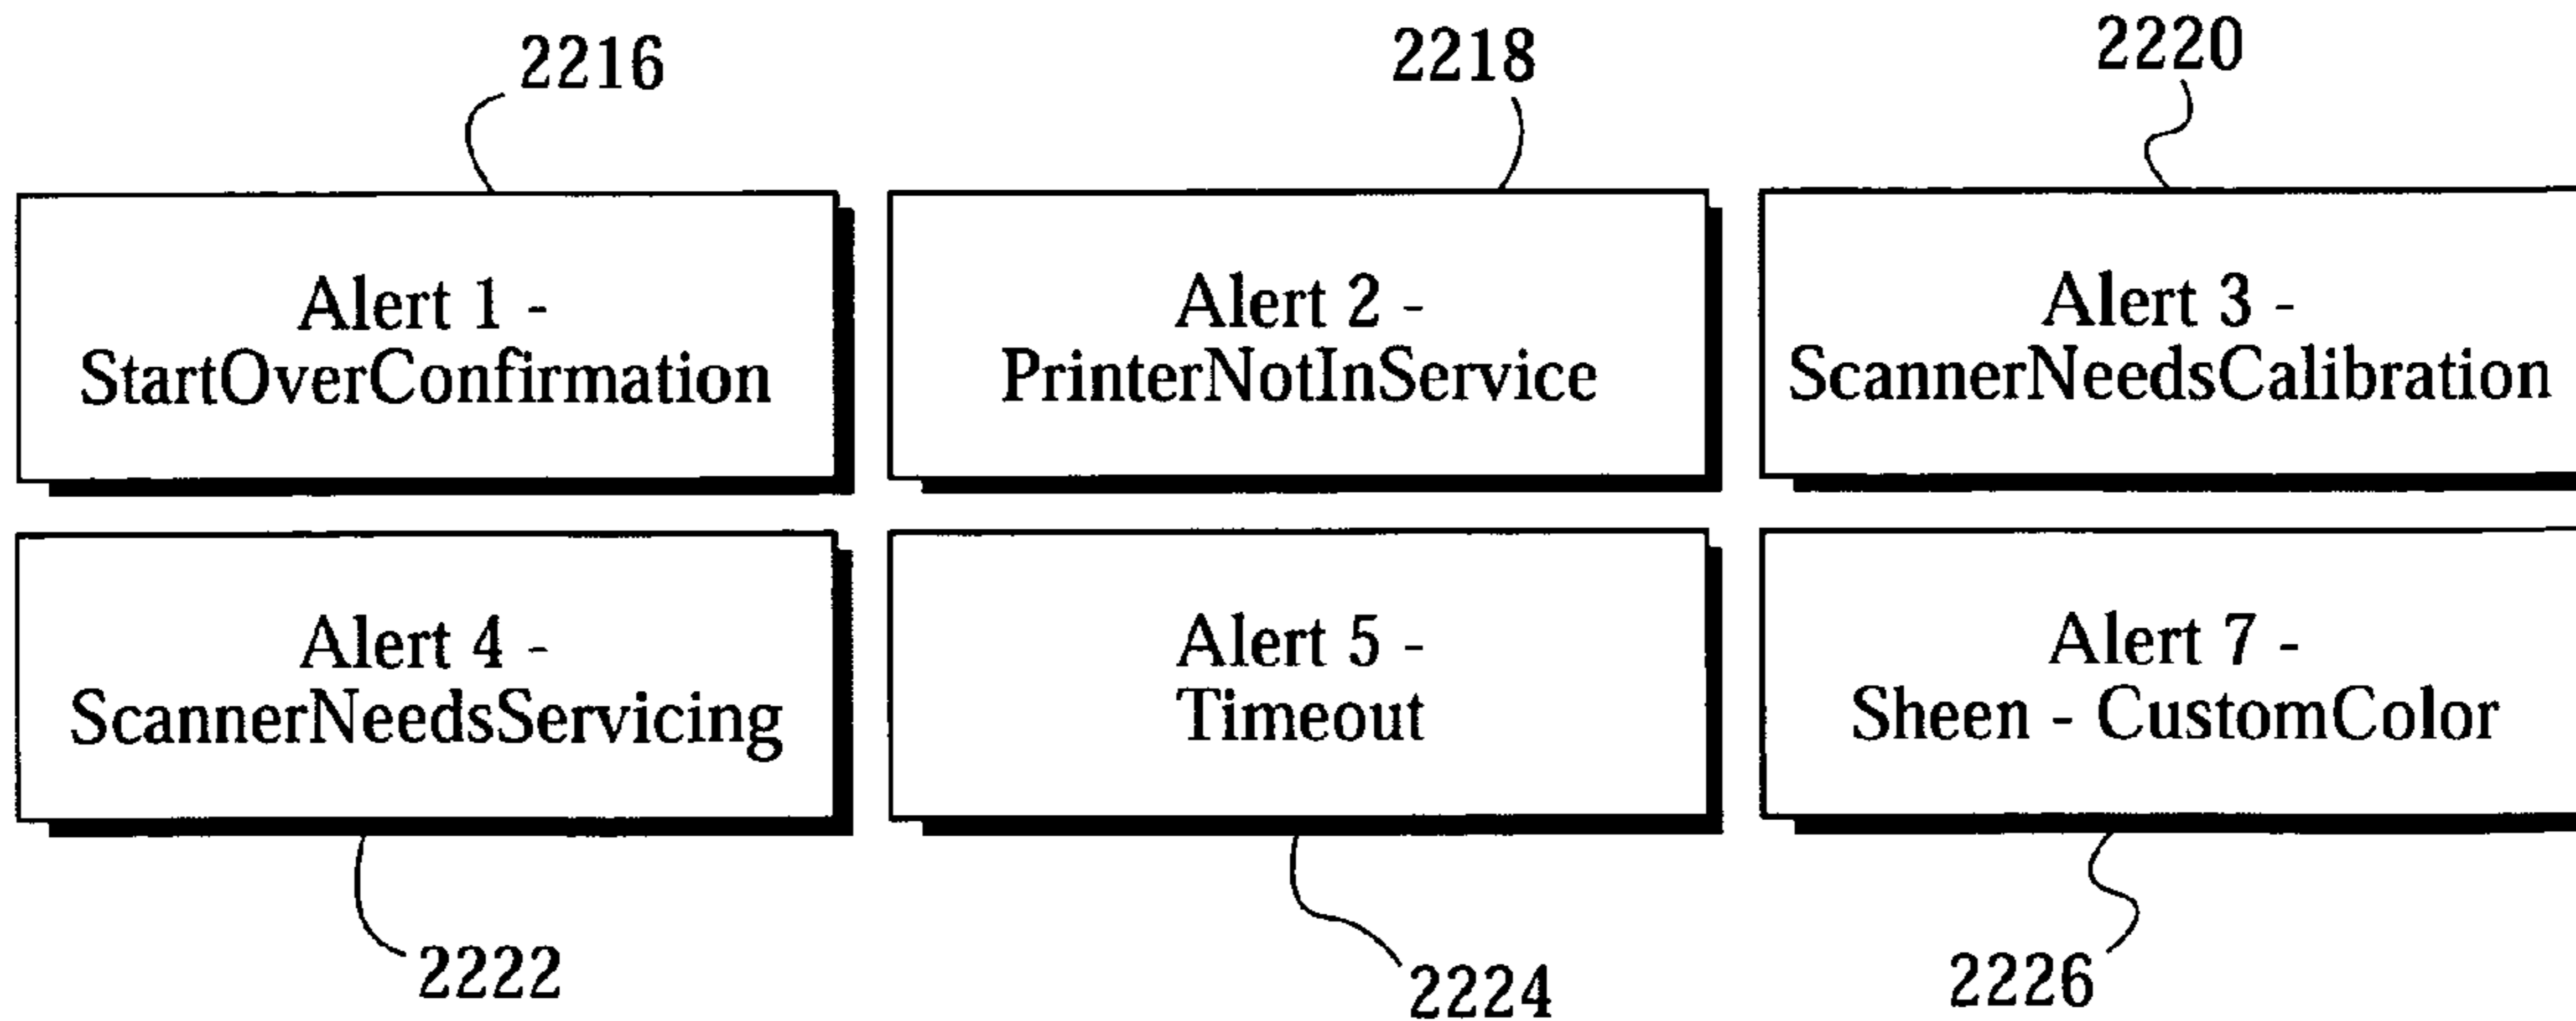 2216
2218
2220
Alert 1 -
StartOverConfirmation
Alert 2 -
PrinterNotInService
Alert 3 -
ScannerNeedsCalibration
Alert 4 -
ScannerNeedsServicing
Alert 5 -
Timeout
Alert 7 -
Sheen - CustomColor
2222
2224
2226